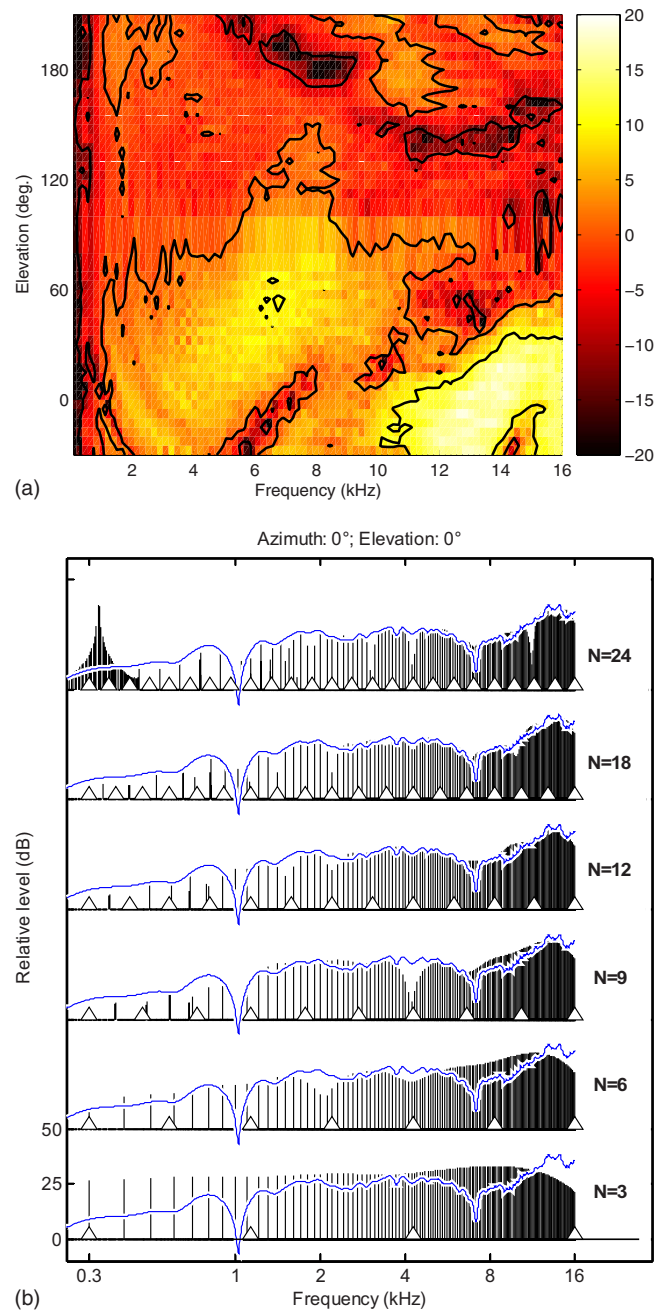 180
120
60
0
Elevation (deg.)
2 4 6 8 10 12 14 16
Frequency (kHz)
20
15
10
5
0
−5
−10
−15
−20
(a)
Azimuth: 0°; Elevation: 0°
N=24
N=18
N=12
N=9
N=6
N=3
50
25
0
Relative level (dB)
0.3 1 2 4 8 16
Frequency (kHz)
(b)